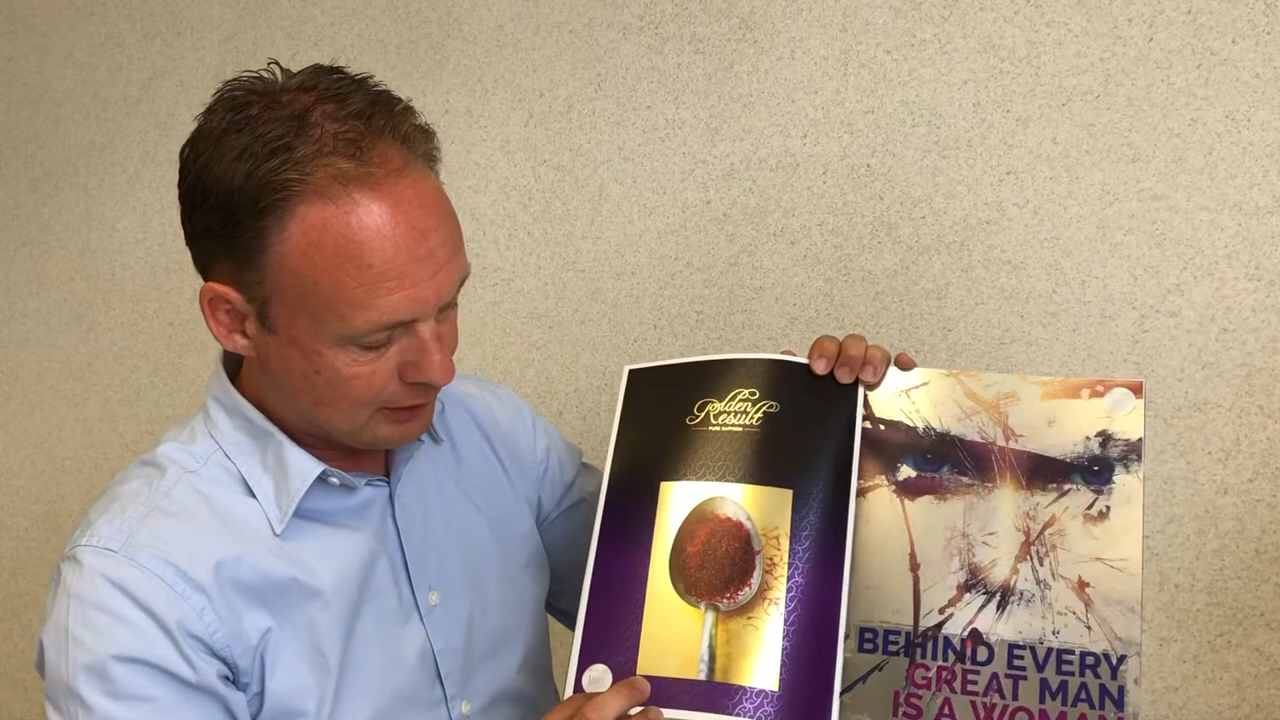 Golden
Result
PURE SAFFRON
BEHIND EVERY
GREAT MAN
IS A WOMAN